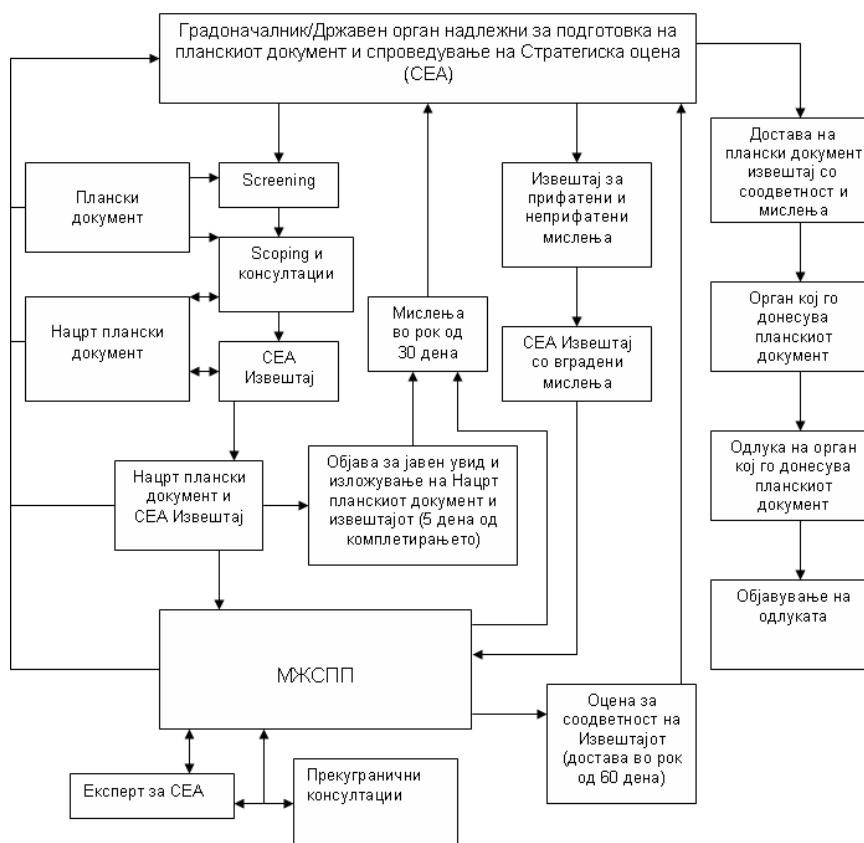 Градоначалник/Државен орган надлежни за подготовка на
планскиот документ и спроведување на Стратегиска оцена
(СЕА)
Плански
документ
Screening
Scoping и
консултации
Нацрт плански
документ
СЕА
Извештај
Нацрт плански
документ и
СЕА Извештај
Објава за јавен увид и
изложување на Нацрт
планскиот документ и
извештајот (5 дена од
комплетирањето)
Мислења
во рок од
30 дена
Извештај за
прифатени и
неприфатени
мислења
СЕА Извештај
со вградени
мислења
Достава на
плански документ
извештај со
соодветност и
мислења
Орган кој го
донесува
планскиот
документ
Одлука на орган
кој го донесува
планскиот
документ
Објавување на
одлуката
МЖСПП
Оцена за
соодветност на
Извештајот
(достава во рок
од 60 дена)
Експерт за СЕА
Прекугранични
консултации